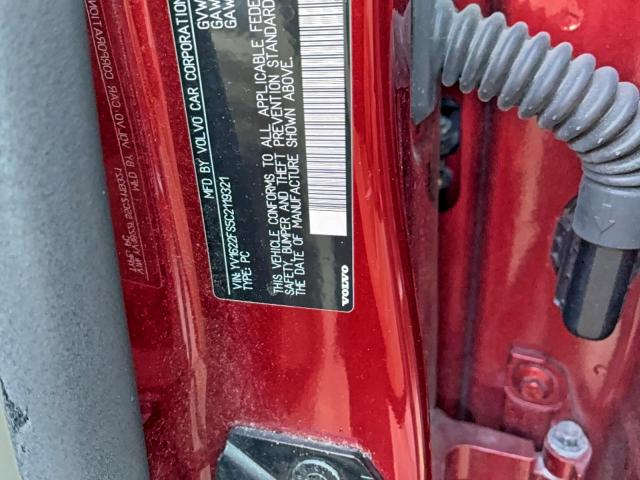 MFD BY VOLVO CAR CORPORATION
GVW
GAW
GAW
VIN: YV1622FS5C2119321
TYPE: PC
THIS VEHICLE CONFORMS TO ALL APPLICABLE FEDE
SAFETY, BUMPER AND THEFT PREVENTION STANDARD
THE DATE OF MANUFACTURE SHOWN ABOVE.
VOLVO